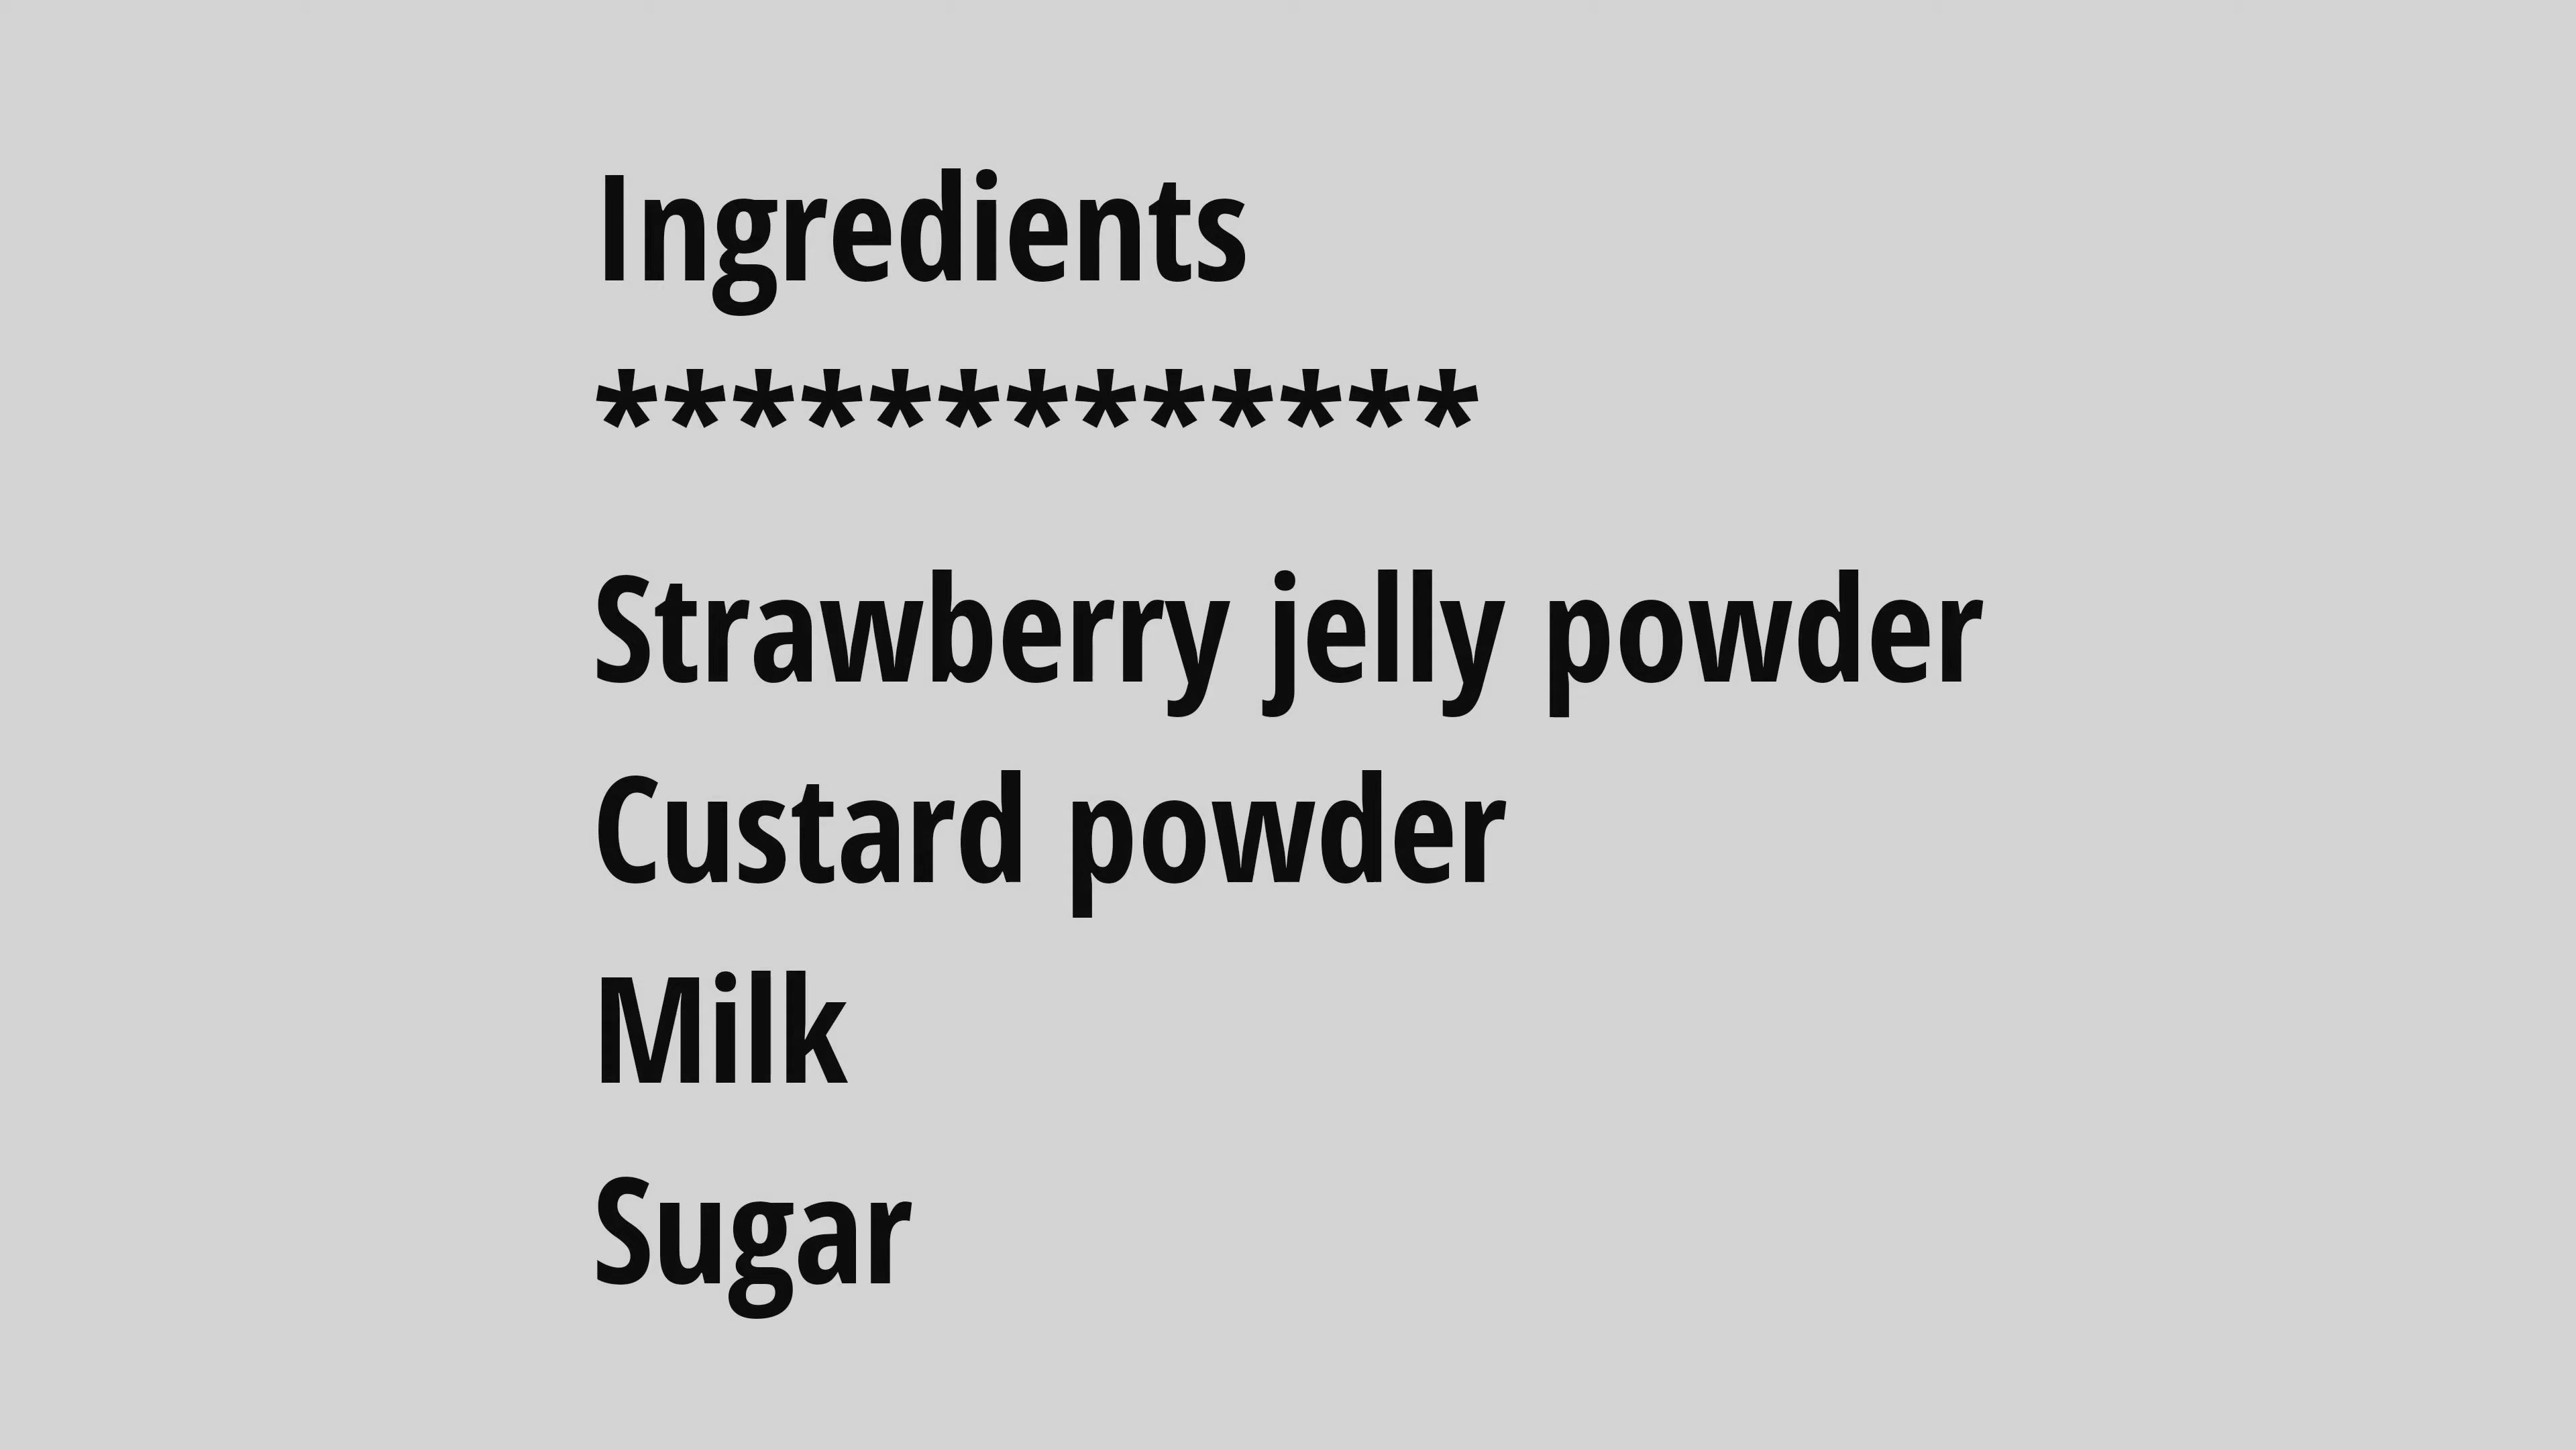 Ingredients
*************
Strawberry jelly powder
Custard powder
Milk
Sugar